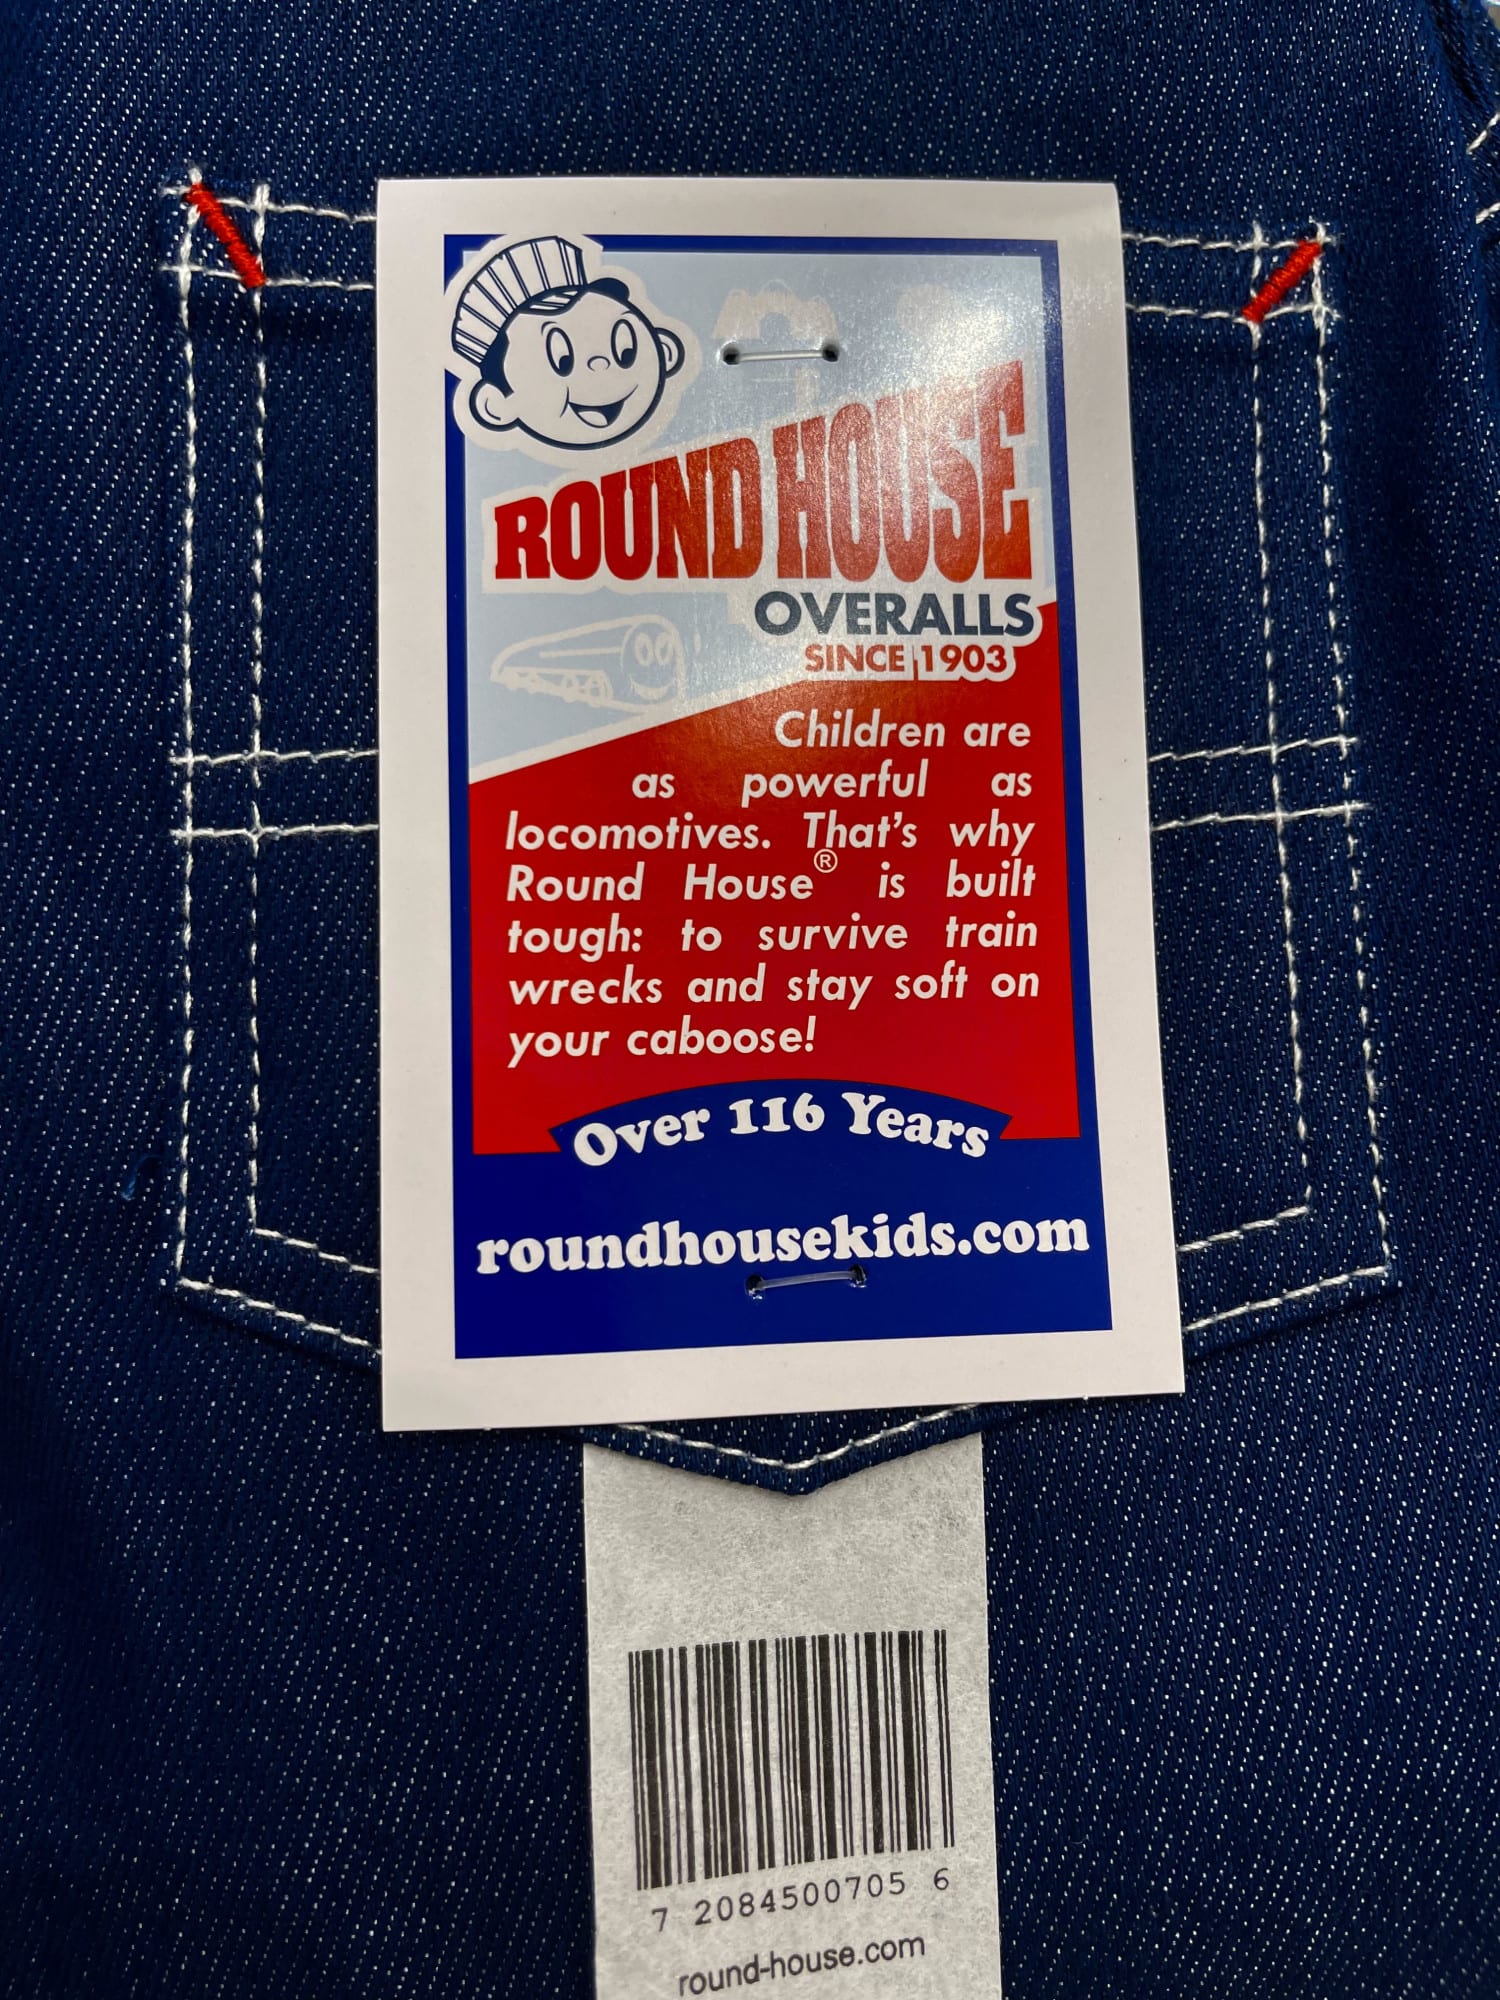 ROUND HOUSE
OVERALLS
SINCE 1903
Children are
as powerful as
locomotives. That's why
Round House® is built
tough: to survive train
wrecks and stay soft on
your caboose!
Over 116 Years
roundhousekids.com
7 2084500705 6
round-house.com